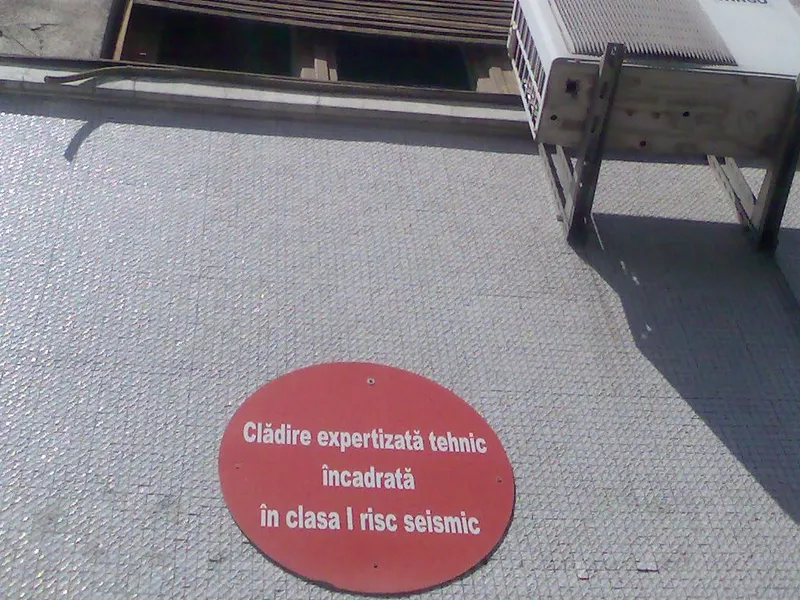 Clădire expertizată tehnic
încadrată
în clasa I risc seismic